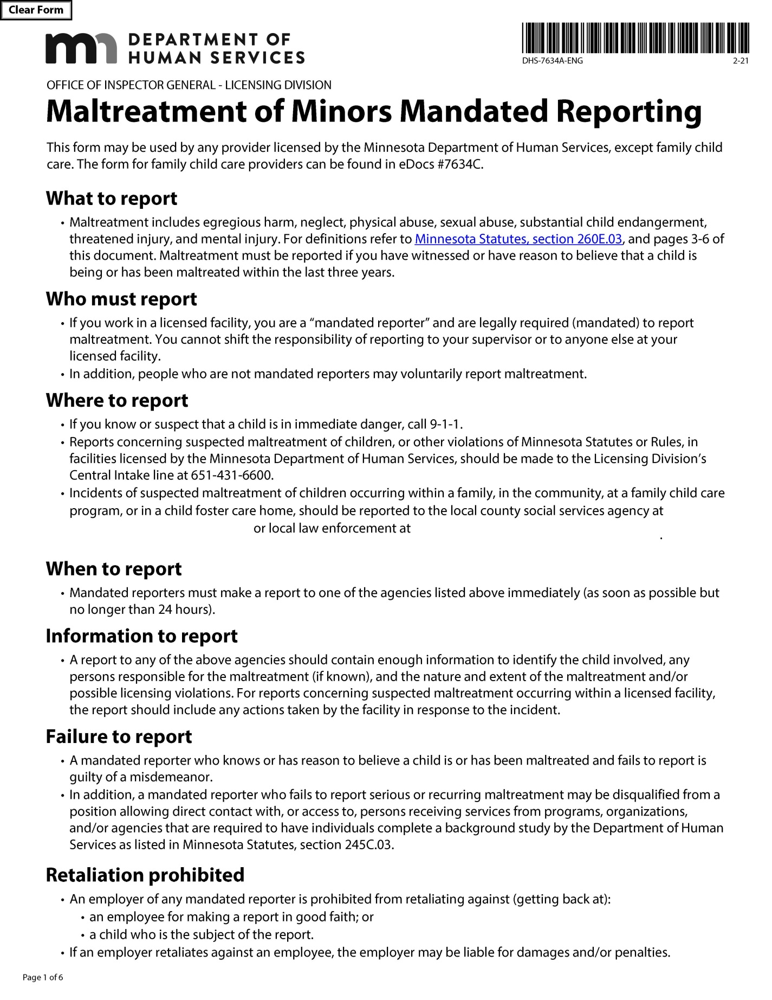 Clear Form
DEPARTMENT OF
HUMAN SERVICES
DHS-7634A-ENG 2-21
OFFICE OF INSPECTOR GENERAL - LICENSING DIVISION
Maltreatment of Minors Mandated Reporting
This form may be used by any provider licensed by the Minnesota Department of Human Services, except family child
care. The form for family child care providers can be found in eDocs #7634C.
What to report
• Maltreatment includes egregious harm, neglect, physical abuse, sexual abuse, substantial child endangerment,
threatened injury, and mental injury. For definitions refer to Minnesota Statutes, section 260E.03, and pages 3-6 of
this document. Maltreatment must be reported if you have witnessed or have reason to believe that a child is
being or has been maltreated within the last three years.
Who must report
• If you work in a licensed facility, you are a “mandated reporter” and are legally required (mandated) to report
maltreatment. You cannot shift the responsibility of reporting to your supervisor or to anyone else at your
licensed facility.
• In addition, people who are not mandated reporters may voluntarily report maltreatment.
Where to report
• If you know or suspect that a child is in immediate danger, call 9-1-1.
• Reports concerning suspected maltreatment of children, or other violations of Minnesota Statutes or Rules, in
facilities licensed by the Minnesota Department of Human Services, should be made to the Licensing Division’s
Central Intake line at 651-431-6600.
• Incidents of suspected maltreatment of children occurring within a family, in the community, at a family child care
program, or in a child foster care home, should be reported to the local county social services agency at
or local law enforcement at .
When to report
• Mandated reporters must make a report to one of the agencies listed above immediately (as soon as possible but
no longer than 24 hours).
Information to report
• A report to any of the above agencies should contain enough information to identify the child involved, any
persons responsible for the maltreatment (if known), and the nature and extent of the maltreatment and/or
possible licensing violations. For reports concerning suspected maltreatment occurring within a licensed facility,
the report should include any actions taken by the facility in response to the incident.
Failure to report
• A mandated reporter who knows or has reason to believe a child is or has been maltreated and fails to report is
guilty of a misdemeanor.
• In addition, a mandated reporter who fails to report serious or recurring maltreatment may be disqualified from a
position allowing direct contact with, or access to, persons receiving services from programs, organizations,
and/or agencies that are required to have individuals complete a background study by the Department of Human
Services as listed in Minnesota Statutes, section 245C.03.
Retaliation prohibited
• An employer of any mandated reporter is prohibited from retaliating against (getting back at):
• an employee for making a report in good faith; or
• a child who is the subject of the report.
• If an employer retaliates against an employee, the employer may be liable for damages and/or penalties.
Page 1 of 6